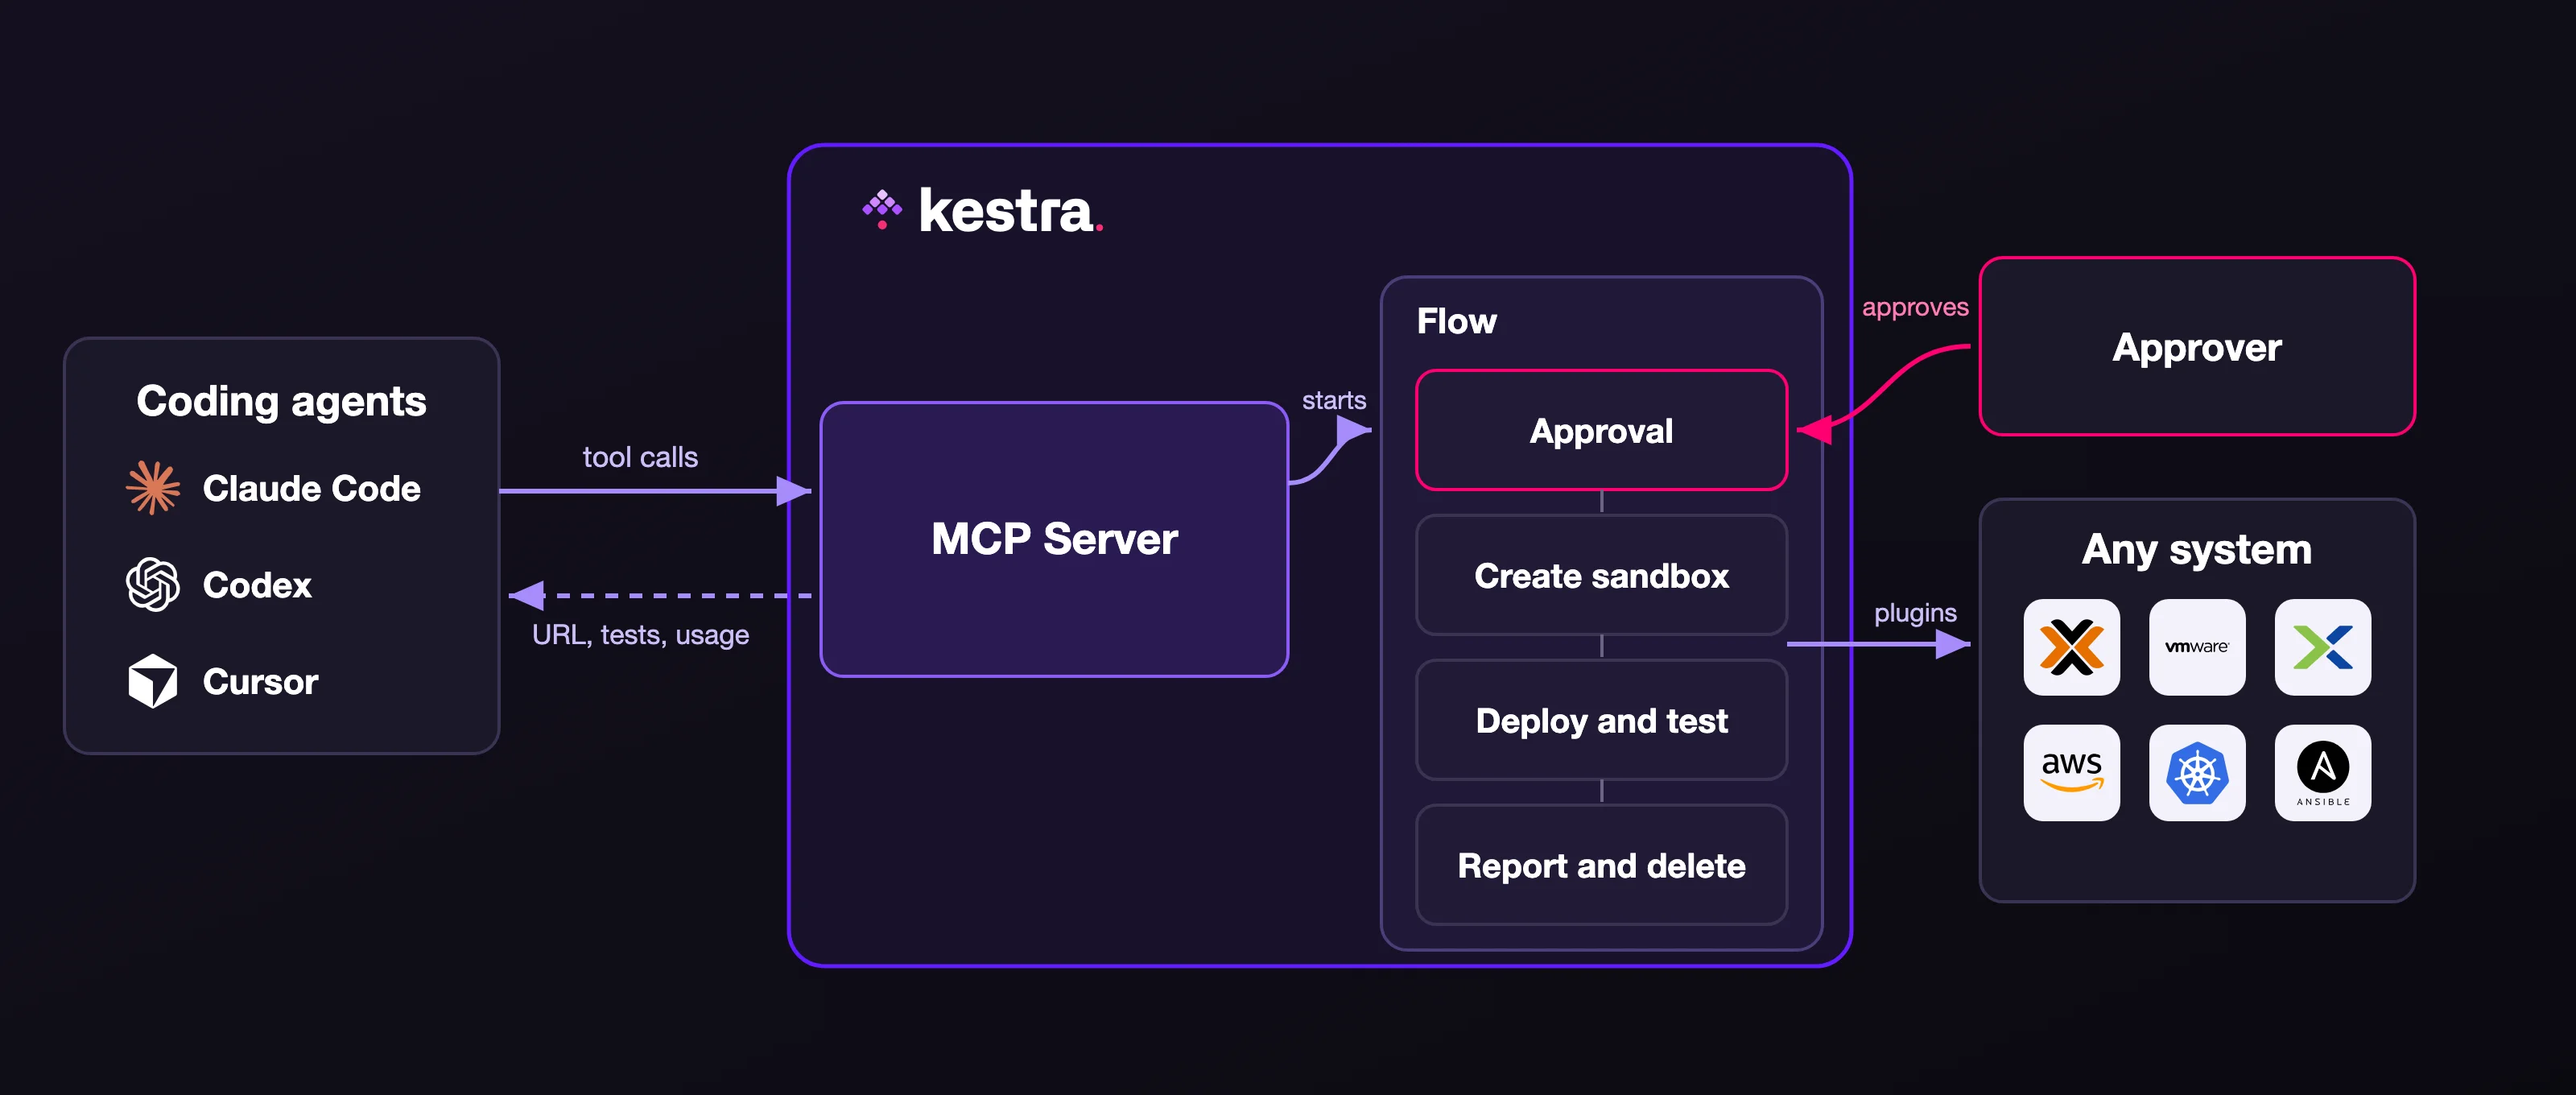 kestra.
Coding agents
Claude Code
Codex
Cursor
tool calls
URL, tests, usage
MCP Server
starts
Flow
Approval
Create sandbox
Deploy and test
Report and delete
approves
Approver
plugins
Any system
vmware
aws
ANSIBLE